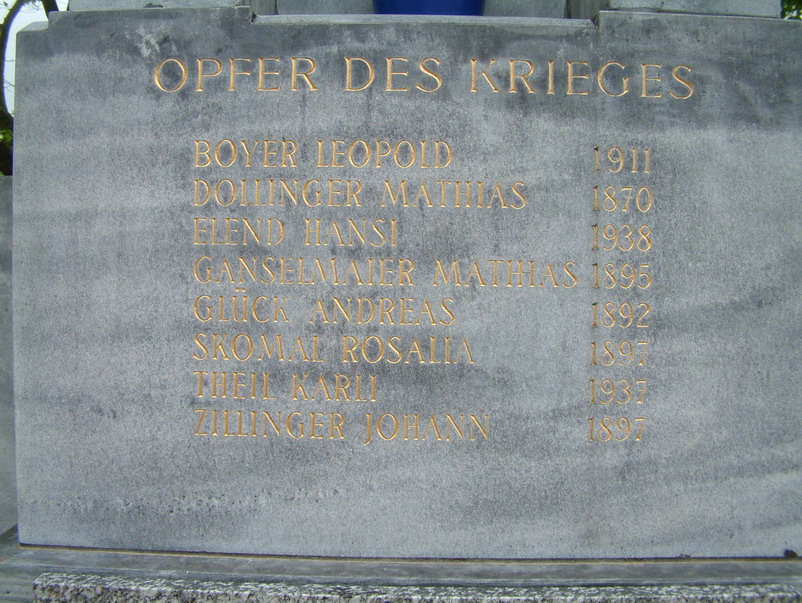 OPFER DES KRIEGES
BOYER LEOPOLD 1911
DOLLINGER MATHIAS 1870
ELEND HANSI 1938
GANSELMAIER MATHIAS 1895
GLÜCK ANDREAS 1892
SKOMAL ROSALIA 1897
THEIL KARLI 1937
ZILLINGER JOHANN 1897